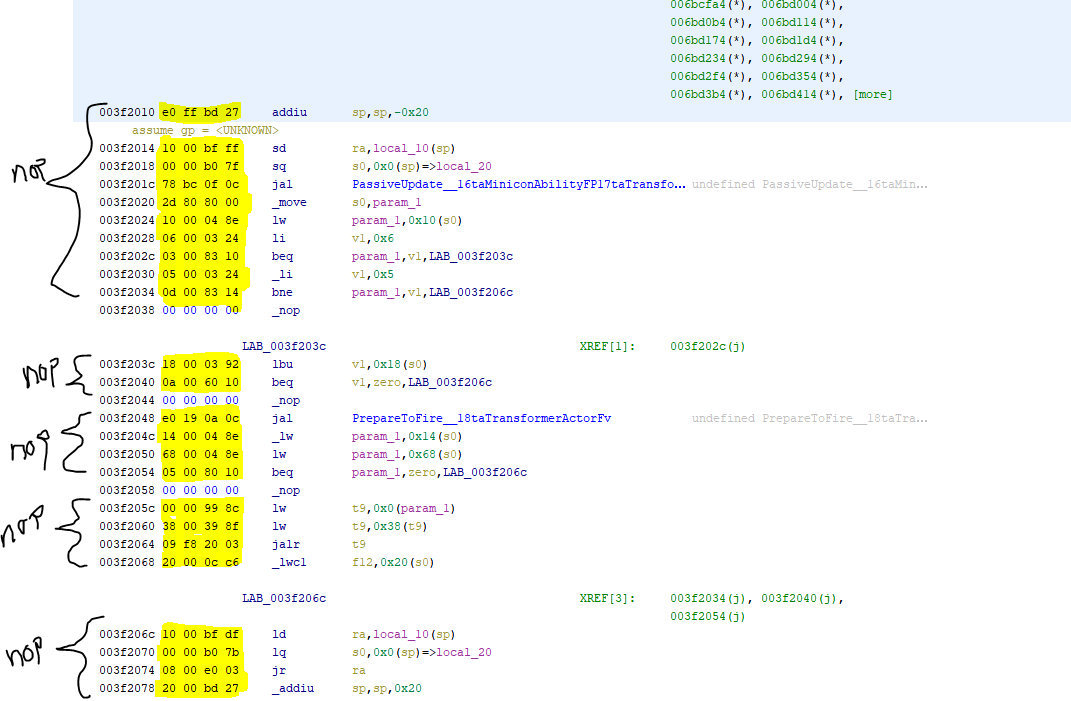 006bcfa4(*), 006bd004(*),
006bd0b4(*), 006bd114(*),
006bd174(*), 006bd1d4(*),
006bd234(*), 006bd294(*),
006bd2f4(*), 006bd354(*),
006bd3b4(*), 006bd414(*), [more]
003f2010 e0 ff bd 27 addiu sp,sp,-0x20
assume gp = <UNKNOWN>
003f2014 10 00 bf ff sd ra,local_10(sp)
nop 003f2018 00 00 b0 7f sq s0,0x0(sp)=>local_20
003f201c 78 bc 0f 0c jal PassiveUpdate__16taMiniconAbilityFP17taTransfo... undefined PassiveUpdate__16taMin...
003f2020 2d 80 80 00 _move s0,param_1
003f2024 10 00 04 8e lw param_1,0x10(s0)
003f2028 06 00 03 24 li v1,0x6
003f202c 03 00 83 10 beq param_1,v1,LAB_003f203c
003f2030 05 00 03 24 _li v1,0x5
003f2034 0d 00 83 14 bne param_1,v1,LAB_003f206c
003f2038 00 00 00 00 _nop
LAB_003f203c XREF[1]: 003f202c(j)
nop 003f203c 18 00 03 92 lbu v1,0x18(s0)
003f2040 0a 00 60 10 beq v1,zero,LAB_003f206c
003f2044 00 00 00 00 _nop
003f2048 e0 19 0a 0c jal PrepareToFire__18taTransformerActorFv undefined PrepareToFire__18taTra...
nop 003f204c 14 00 04 8e _lw param_1,0x14(s0)
003f2050 68 00 04 8e lw param_1,0x68(s0)
003f2054 05 00 80 10 beq param_1,zero,LAB_003f206c
003f2058 00 00 00 00 _nop
003f205c 00 00 99 8c lw t9,0x0(param_1)
nop 003f2060 38 00 39 8f lw t9,0x38(t9)
003f2064 09 f8 20 03 jalr t9
003f2068 20 00 0c c6 _lwc1 f12,0x20(s0)
LAB_003f206c XREF[3]: 003f2034(j), 003f2040(j),
003f2054(j)
003f206c 10 00 bf df ld ra,local_10(sp)
nop 003f2070 00 00 b0 7b lq s0,0x0(sp)=>local_20
003f2074 08 00 e0 03 jr ra
003f2078 20 00 bd 27 _addiu sp,sp,0x20